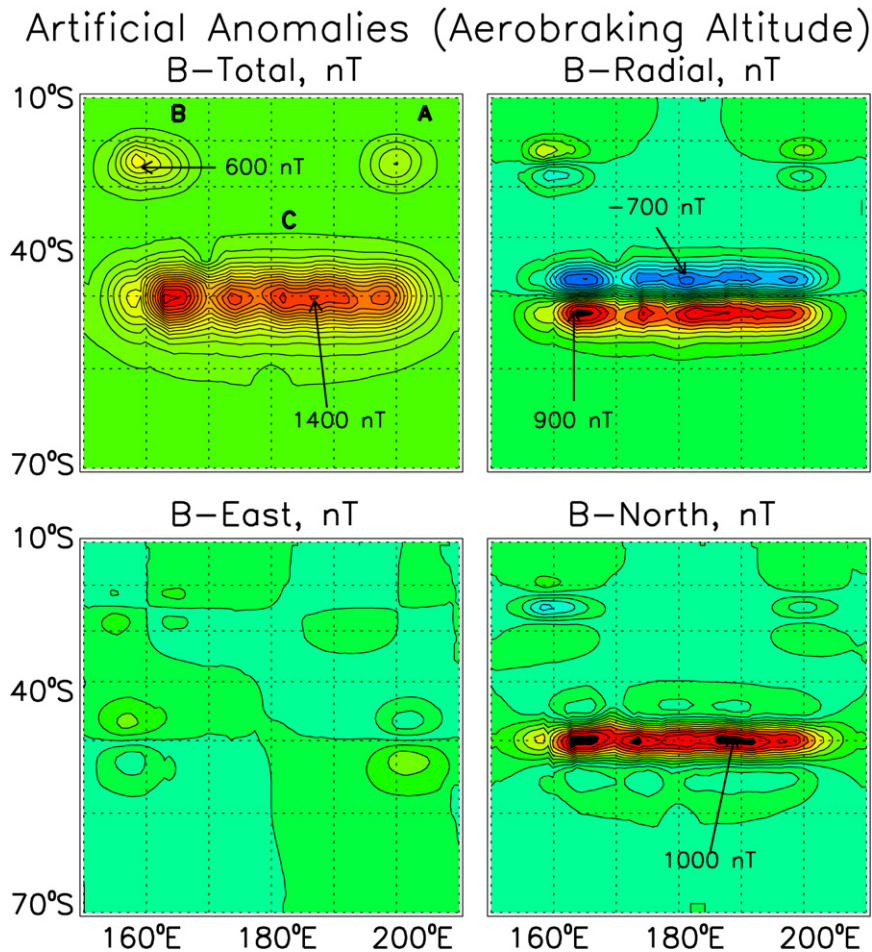 Artificial Anomalies (Aerobraking Altitude)
B-Total, nT
B-Radial, nT
10°S
B
A
600 nT
-700 nT
C
40°S
1400 nT
900 nT
70°S
B-East, nT
B-North, nT
10°S
40°S
1000 nT
70°S
160°E
180°E
200°E
160°E
180°E
200°E